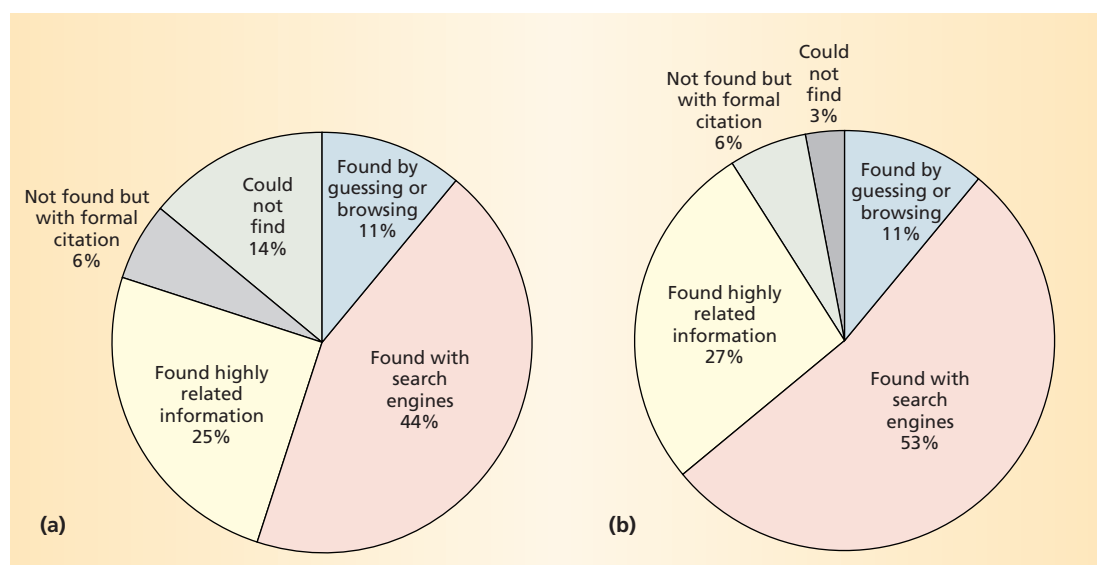 Found by
guessing or
browsing
11%
Found with
search
engines
44%
Found highly
related
information
25%
Not found but
with formal
citation
6%
Could
not
find
14%
(a)
Found by
guessing or
browsing
11%
Found with
search
engines
53%
Found highly
related
information
27%
Not found but
with formal
citation
6%
Could
not
find
3%
(b)